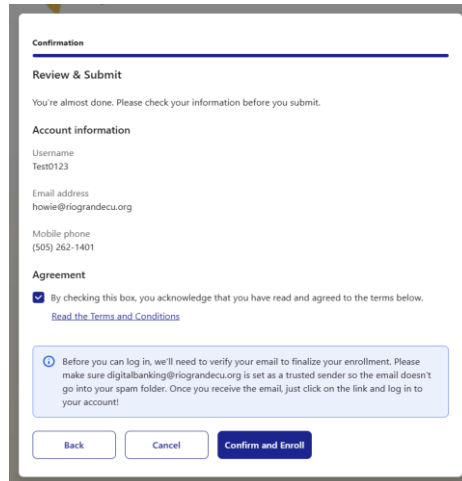 Confirmation
Review & Submit
You're almost done. Please check your information before you submit.
Account information
Username
Test0123
Email address
howie@riograndecu.org
Mobile phone
(505) 262-1401
Agreement
By checking this box, you acknowledge that you have read and agreed to the terms below.
Read the Terms and Conditions
Before you can log in, we'll need to verify your email to finalize your enrollment. Please
make sure digitalbanking@riograndecu.org is set as a trusted sender so the email doesn't
go into your spam folder. Once you receive the email, just click on the link and log in to
your account!
Back Cancel Confirm and Enroll